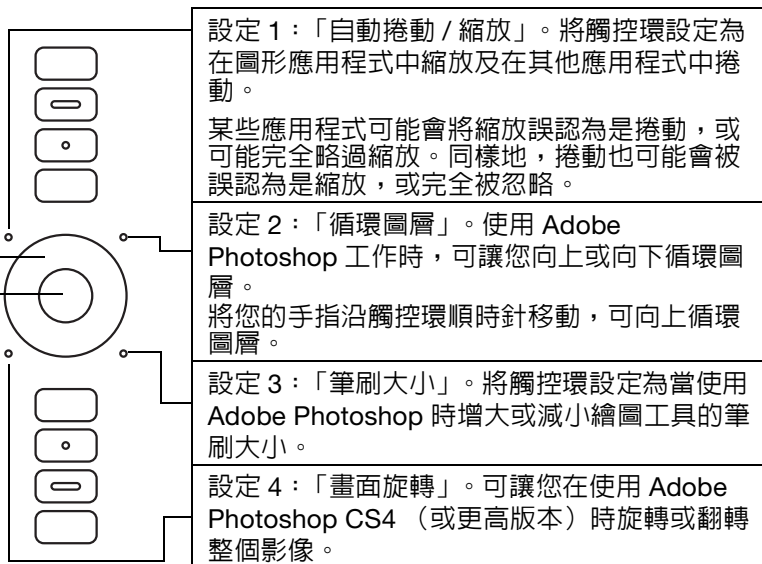 設定 1：「自動捲動 / 縮放」。將觸控環設定為
在圖形應用程式中縮放及在其他應用程式中捲
動。
某些應用程式可能會將縮放誤認為是捲動，或
可能完全略過縮放。同樣地，捲動也可能會被
誤認為是縮放，或完全被忽略。
設定 2：「循環圖層」。使用 Adobe
Photoshop 工作時，可讓您向上或向下循環圖
層。
將您的手指沿觸控環順時針移動，可向上循環
圖層。
設定 3：「筆刷大小」。將觸控環設定為當使用
Adobe Photoshop 時增大或減小繪圖工具的筆
刷大小。
設定 4：「畫面旋轉」。可讓您在使用 Adobe
Photoshop CS4 （或更高版本）時旋轉或翻轉
整個影像。